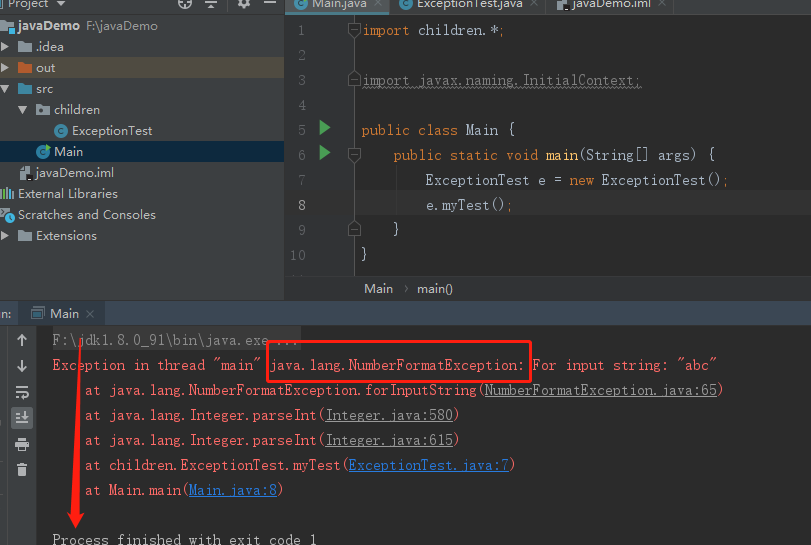 Project
Main.java
ExceptionTest.java
javaDemo.iml
javaDemo F:\javaDemo
.idea
out
src
children
ExceptionTest
Main
javaDemo.iml
External Libraries
Scratches and Consoles
Extensions
1 import children.*;
2
3 import javax.naming.InitialContext;
4
5 public class Main {
6 public static void main(String[] args) {
7 ExceptionTest e = new ExceptionTest();
8 e.myTest();
9 }
10 }
Main main()
n: Main
F:\jdk1.8.0_91\bin\java.exe ...
Exception in thread "main" java.lang.NumberFormatException: For input string: "abc"
at java.lang.NumberFormatException.forInputString(NumberFormatException.java:65)
at java.lang.Integer.parseInt(Integer.java:580)
at java.lang.Integer.parseInt(Integer.java:615)
at children.ExceptionTest.myTest(ExceptionTest.java:7)
at Main.main(Main.java:8)
Process finished with exit code 1